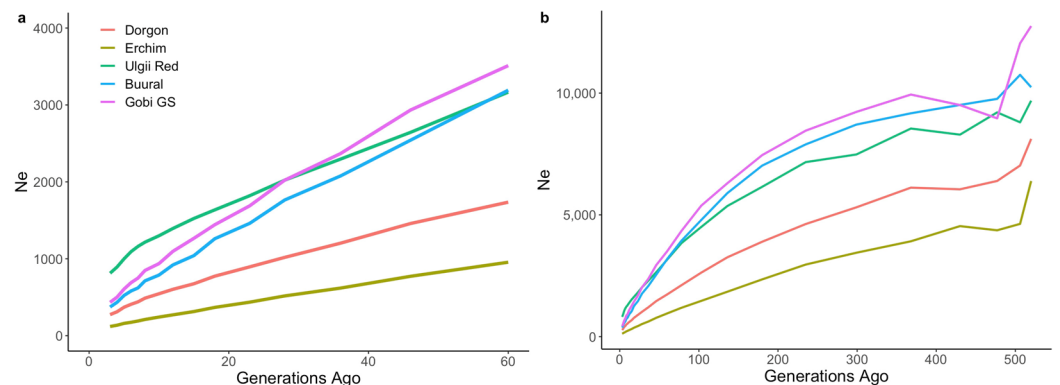 a
4000
3000
2000
1000
0
Ne
Dorgon
Erchim
Ulgii Red
Buural
Gobi GS
0 20 40 60
Generations Ago
b
10,000
5,000
0
Ne
0 100 200 300 400 500
Generations Ago